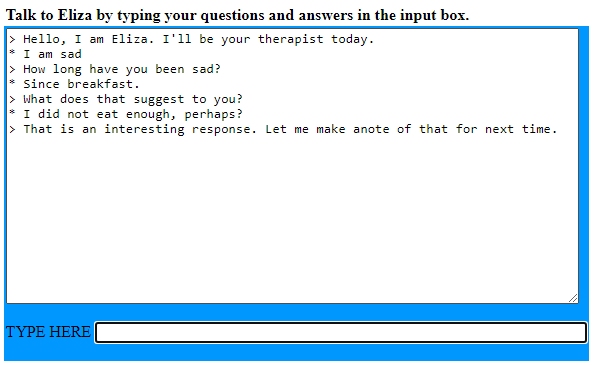 Talk to Eliza by typing your questions and answers in the input box.
> Hello, I am Eliza. I'll be your therapist today.
* I am sad
> How long have you been sad?
* Since breakfast.
> What does that suggest to you?
* I did not eat enough, perhaps?
> That is an interesting response. Let me make anote of that for next time.
TYPE HERE